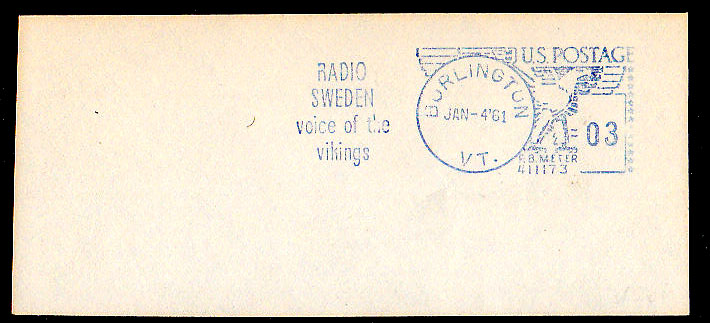 RADIO
SWEDEN
voice of the
vikings
BURLINGTON
JAN-4'61
VT.
U.S. POSTAGE
03
P.B. METER
411173